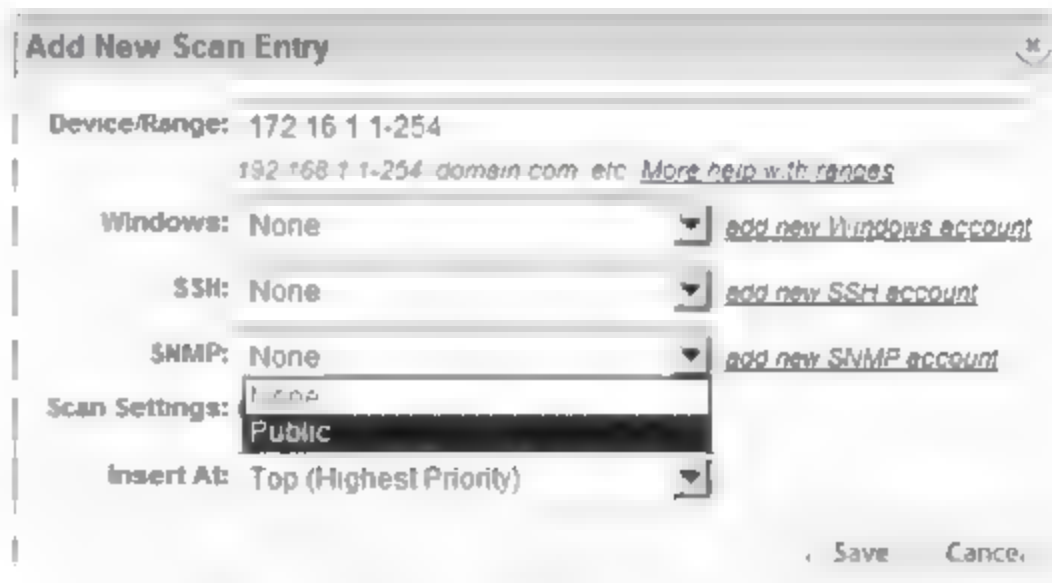 Add New Scan Entry
Device/Range: 172 16 1 1-254
192 168 1 1-254 domain com etc More help with ranges
Windows: None add new Windows account
SSH: None add new SSH account
SNMP: None add new SNMP account
None
Scan Settings:
Public
Insert At: Top (Highest Priority)
Save Cancel